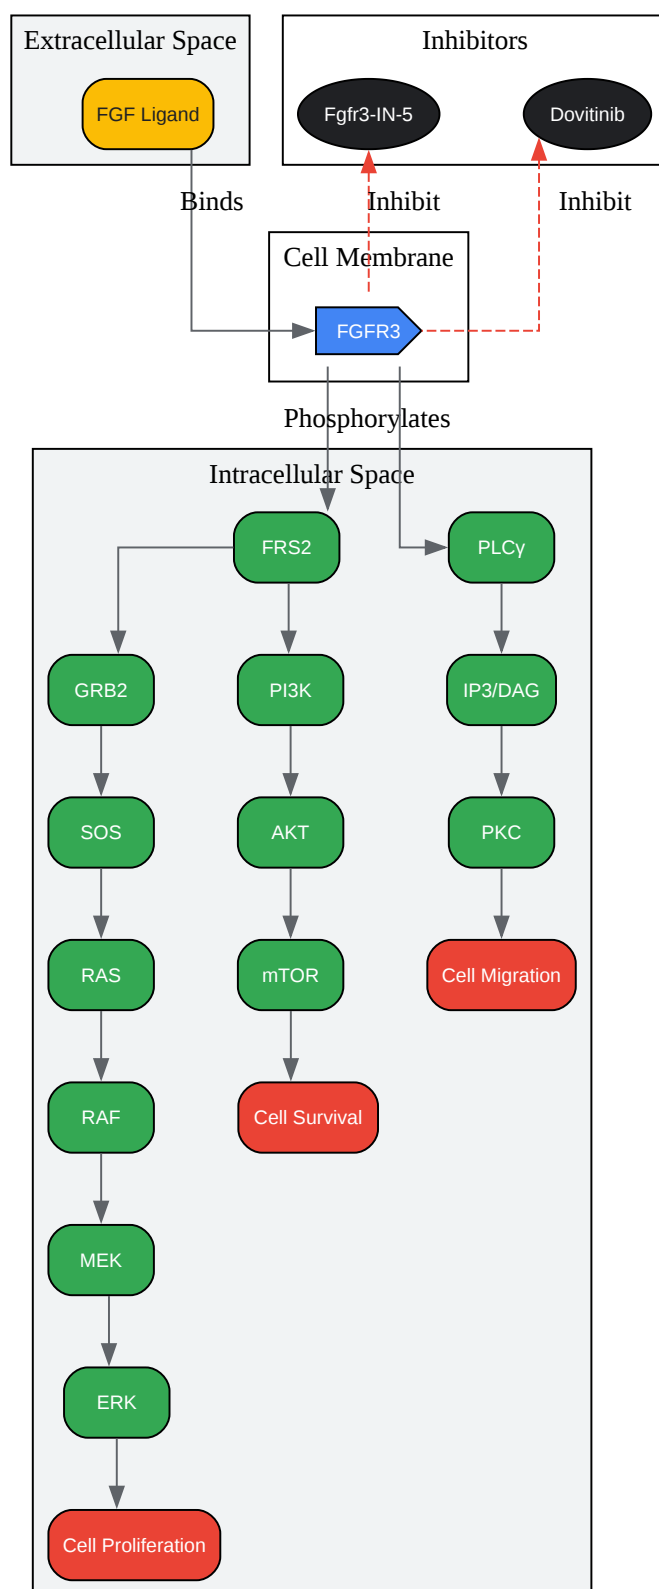 Extracellular Space
Inhibitors
FGF Ligand
Fgfr3-IN-5
Dovitinib
Binds
Inhibit
Inhibit
Cell Membrane
FGFR3
Phosphorylates
Intracellular Space
FRS2
PLCγ
GRB2
PI3K
IP3/DAG
SOS
AKT
PKC
RAS
mTOR
Cell Migration
RAF
Cell Survival
MEK
ERK
Cell Proliferation